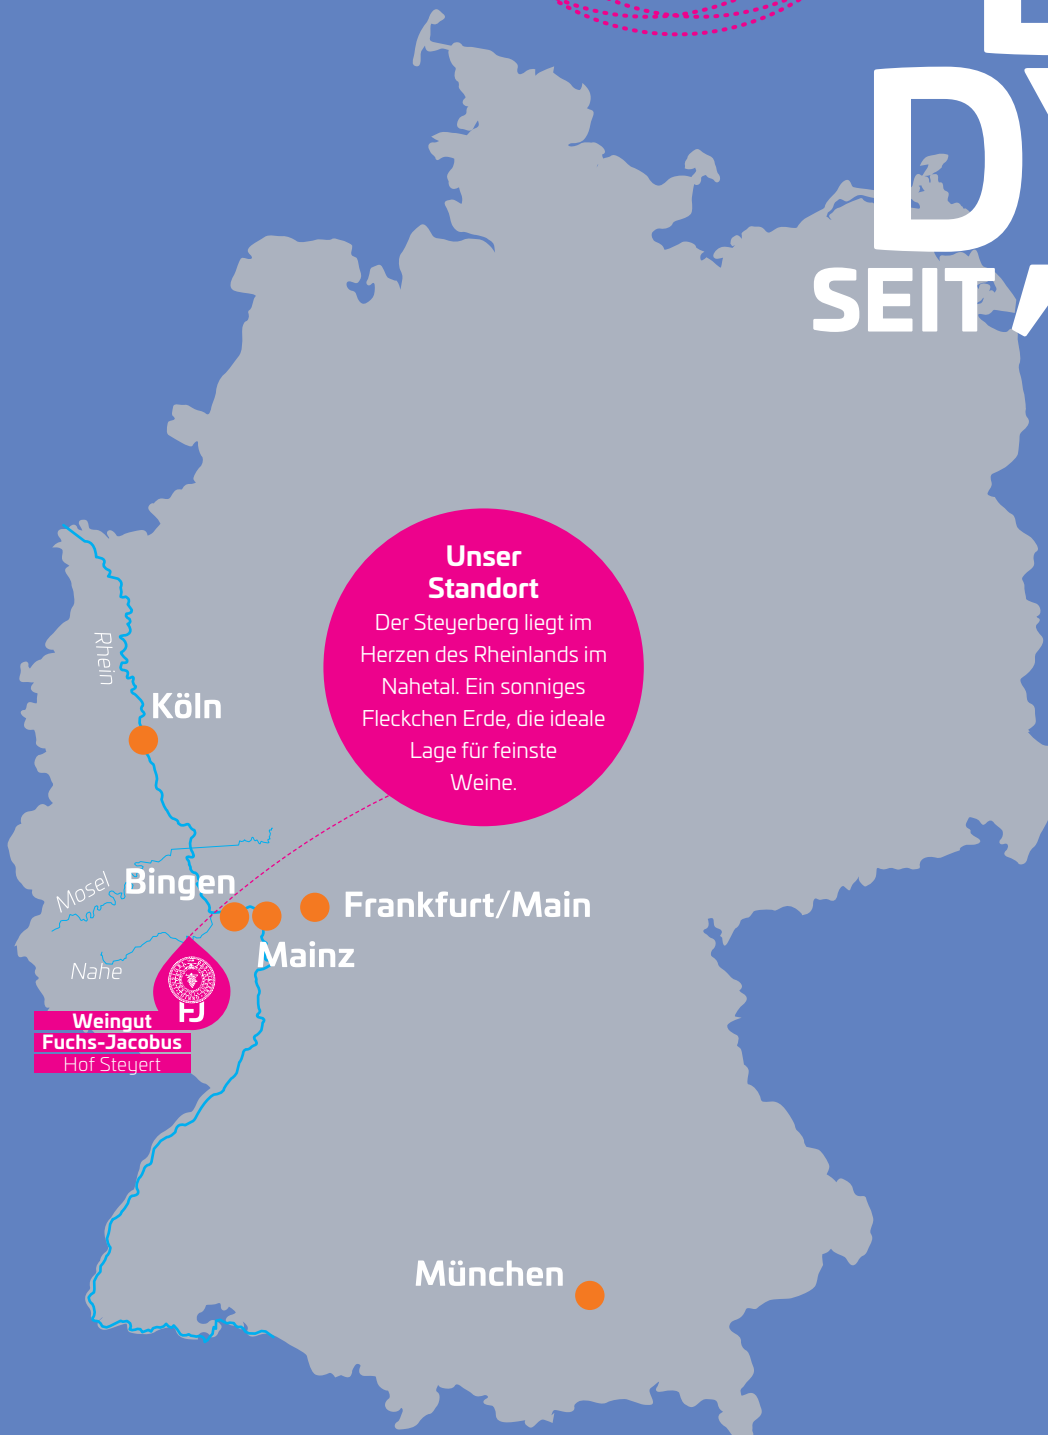 D
SEIT
Unser
Standort
Der Steyerberg liegt im
Herzen des Rheinlands im
Nahetal. Ein sonniges
Fleckchen Erde, die ideale
Lage für feinste
Weine.
Rhein
Köln
Mosel
Bingen
Frankfurt/Main
Mainz
Nahe
FJ
Weingut
Fuchs-Jacobus
Hof Steyert
München